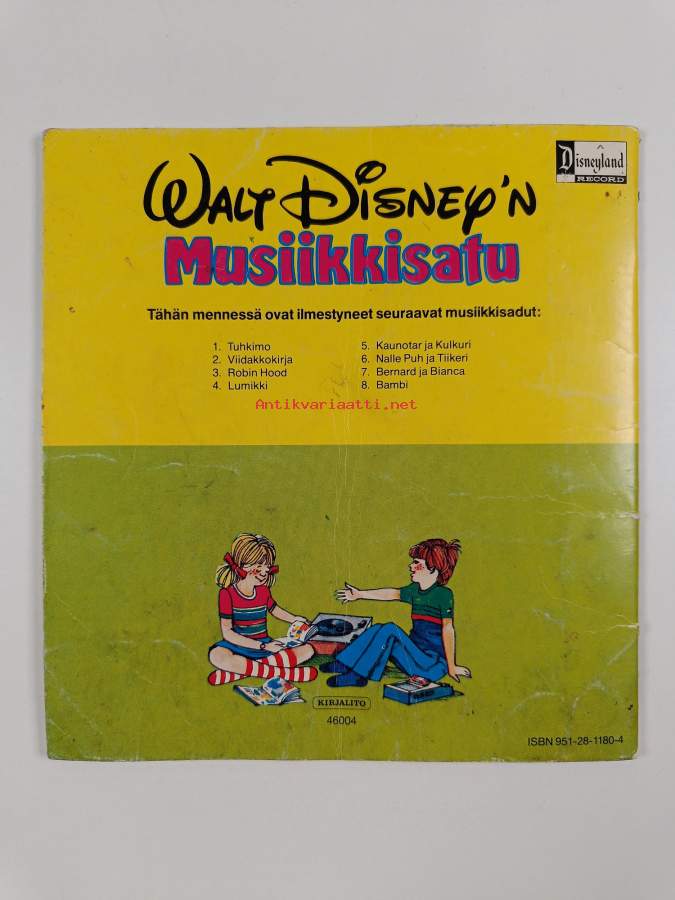 Disneyland
RECORD
WALT DISNEY'N
Musiikkisatu
Tähän mennessä ovat ilmestyneet seuraavat musiikkisadut:
1. Tuhkimo
2. Viidakkokirja
3. Robin Hood
4. Lumikki
5. Kaunotar ja Kulkuri
6. Nalle Puh ja Tiikeri
7. Bernard ja Bianca
8. Bambi
Antikvariaatti.net
KIRJALITO
46004
ISBN 951-28-1180-4